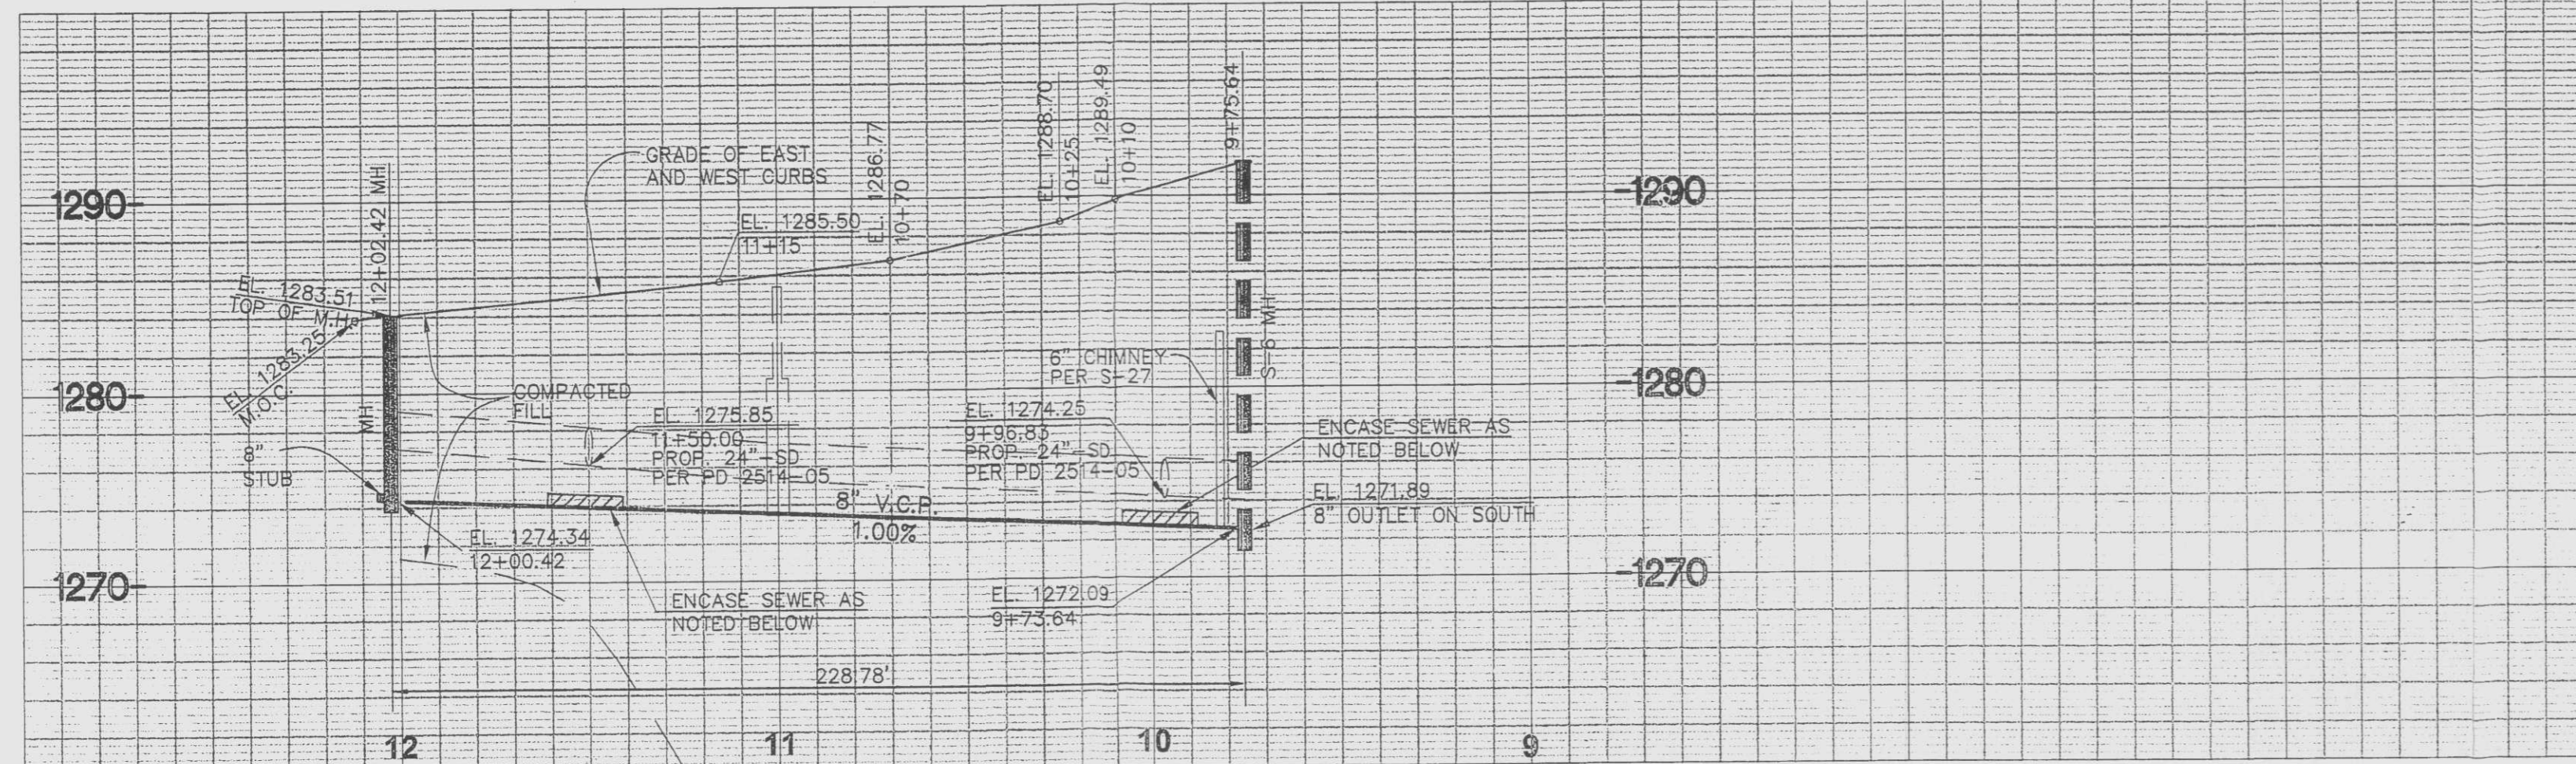 12+02.42 MH
EL. 1283.51
TOP OF M.H.
EL. 1283.25
M.O.C.
GRADE OF EAST
AND WEST CURBS
EL. 1285.50
11+15
EL. 1286.77
10+70
EL. 1288.70
10+25
EL. 1289.49
10+10
9+75.64
1290-
-1290
1280-
-1280
1270-
-1270
MH
S-6 MH
8"
STUB
COMPACTED
FILL
EL. 1275.85
11+50.00
PROP. 24" SD
PER PD 2514-05
6" CHIMNEY
PER S-27
EL. 1274.25
9+96.83
PROP. 24" SD
PER PD 2514-05
ENCASE SEWER AS
NOTED BELOW
EL. 1271.89
8" OUTLET ON SOUTH
8" V.C.P.
1.00%
EL. 1274.34
12+00.42
ENCASE SEWER AS
NOTED BELOW
EL. 1272.09
9+73.64
228.78'
12
11
10
9